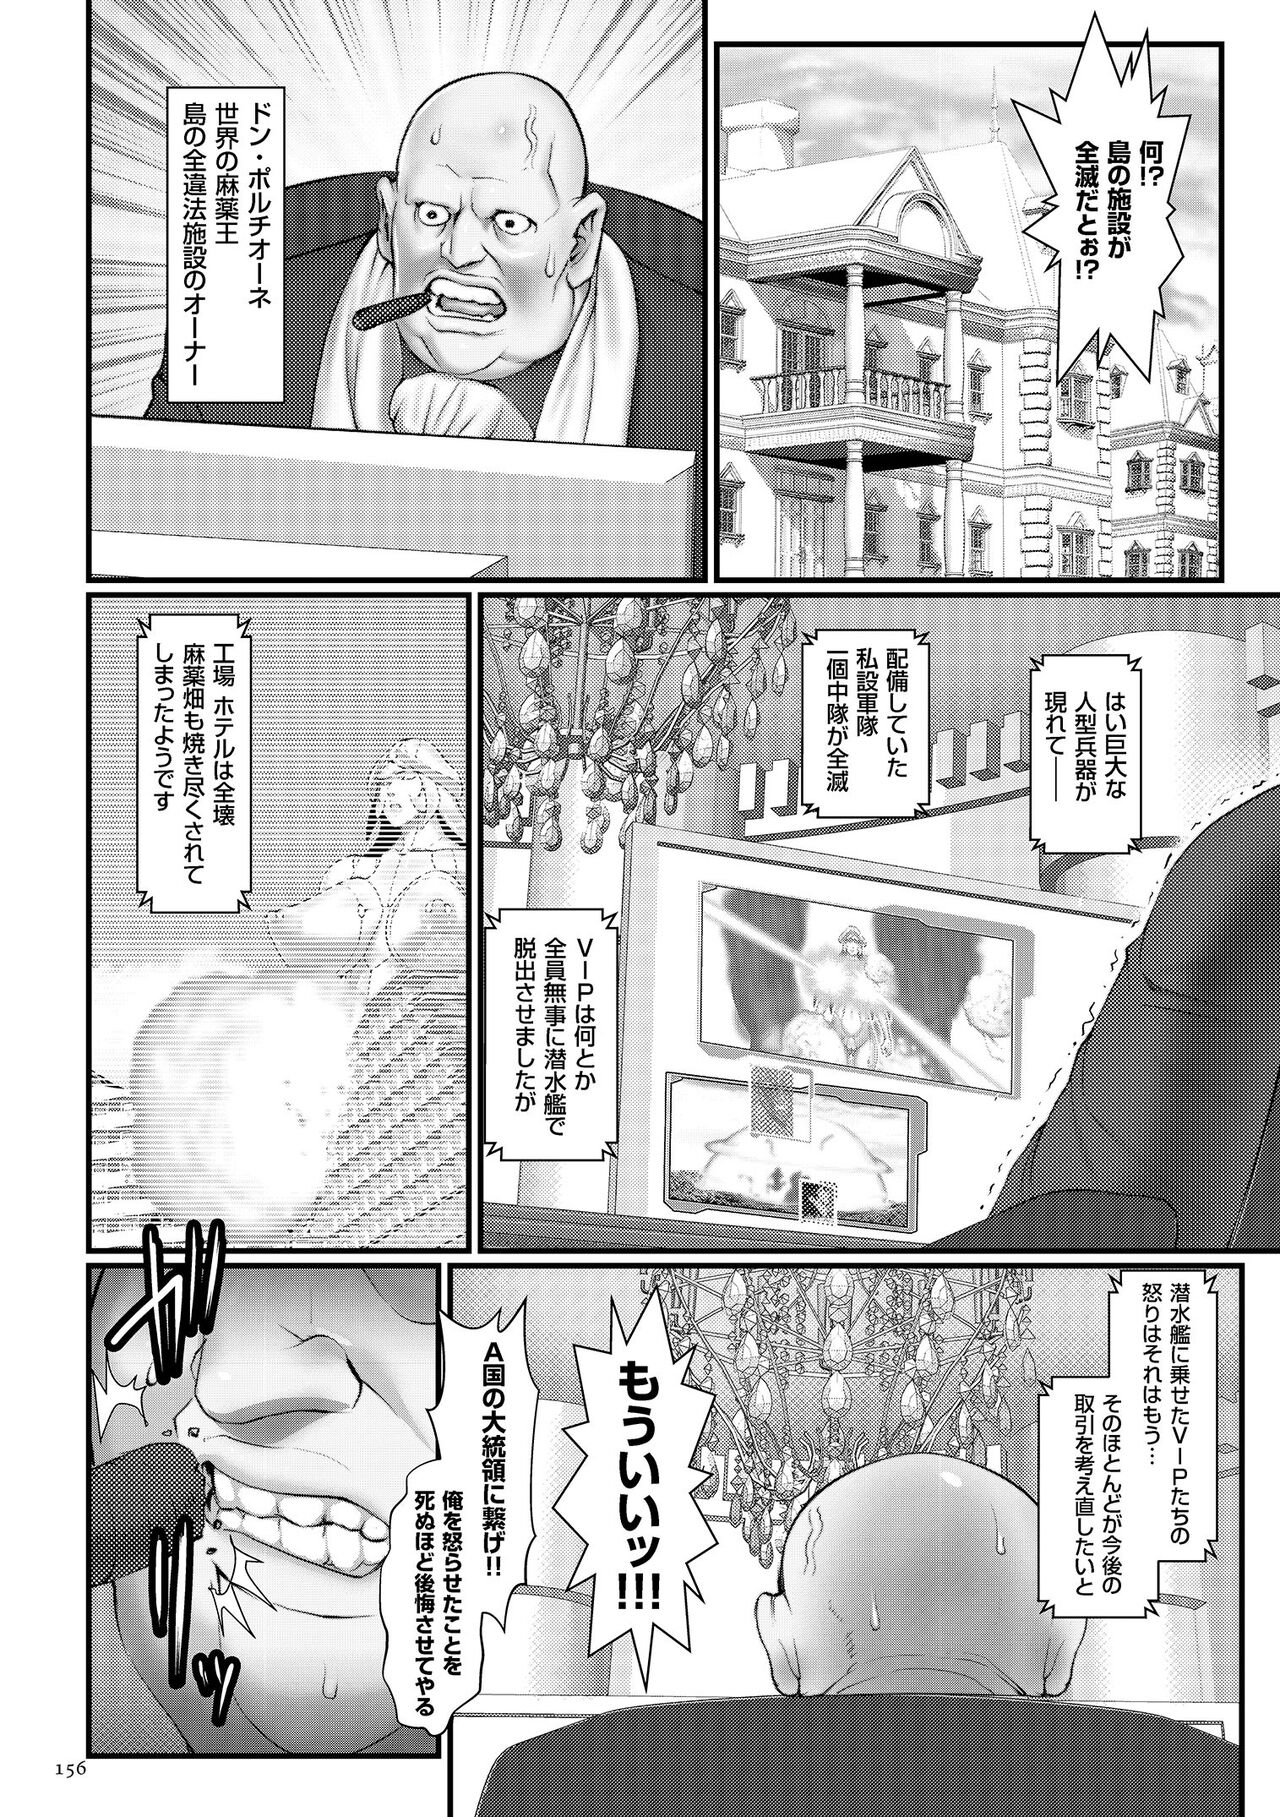 何!?
島の施設が
全滅だとぉ!?
ドン・ポルチオーネ
世界の麻薬王
島の全違法施設のオーナー
はい巨大な
人型兵器が
現れて――
配備していた
私設軍隊
一個中隊が全滅
VIPは何とか
全員無事に潜水艦で
脱出させましたが
工場 ホテルは全壊
麻薬畑も焼き尽くされて
しまったようです
潜水艦に乗せたVIPたちの
怒りはそれはもう…
そのほとんどが今後の
取引を考え直したいと
もういいッ!!!
A国の大統領に繋げ!!
俺を怒らせたことを
死ぬほど後悔させてやる
156